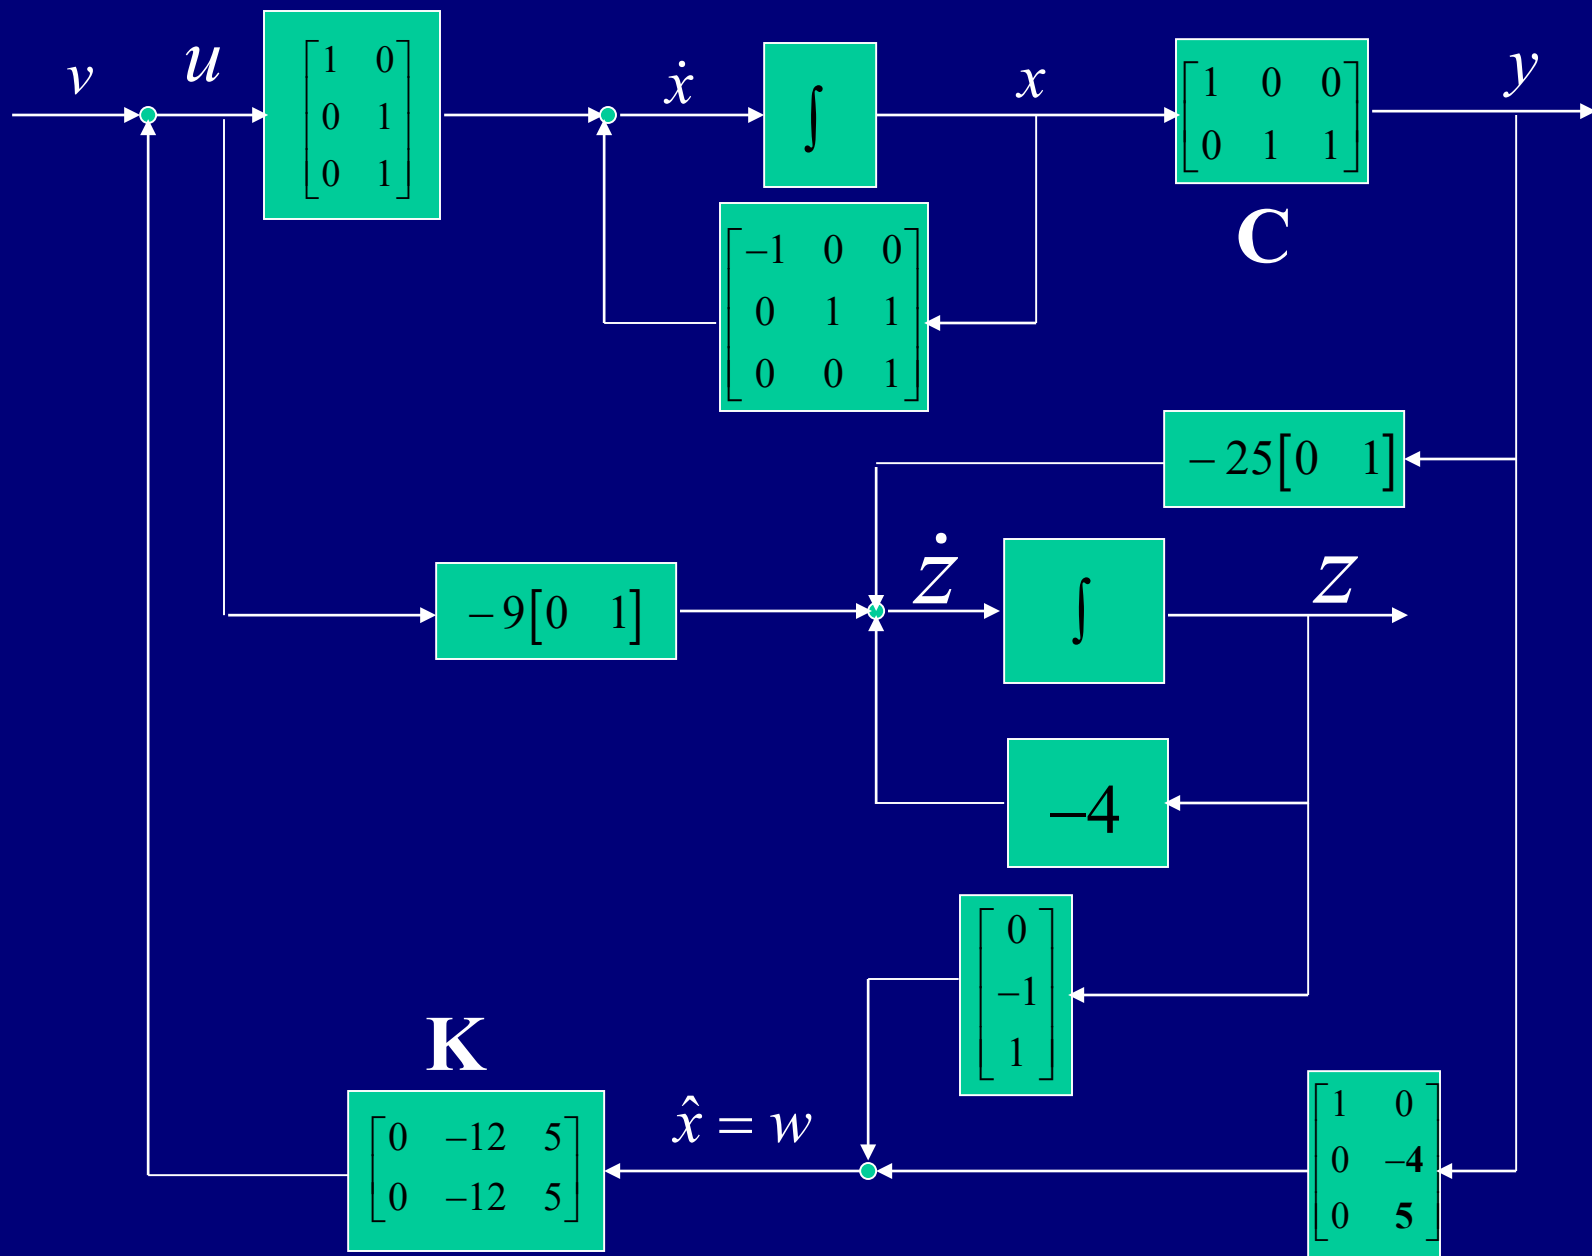 v
u
[1 0
0 1
0 1]
ẋ
∫
x
[1 0 0
0 1 1]
y
C
[−1 0 0
0 1 1
0 0 1]
−25[0 1]
−9[0 1]
ż
∫
z
−4
[0
−1
1]
K
[0 −12 5
0 −12 5]
x̂ = w
[1 0
0 −4
0 5]